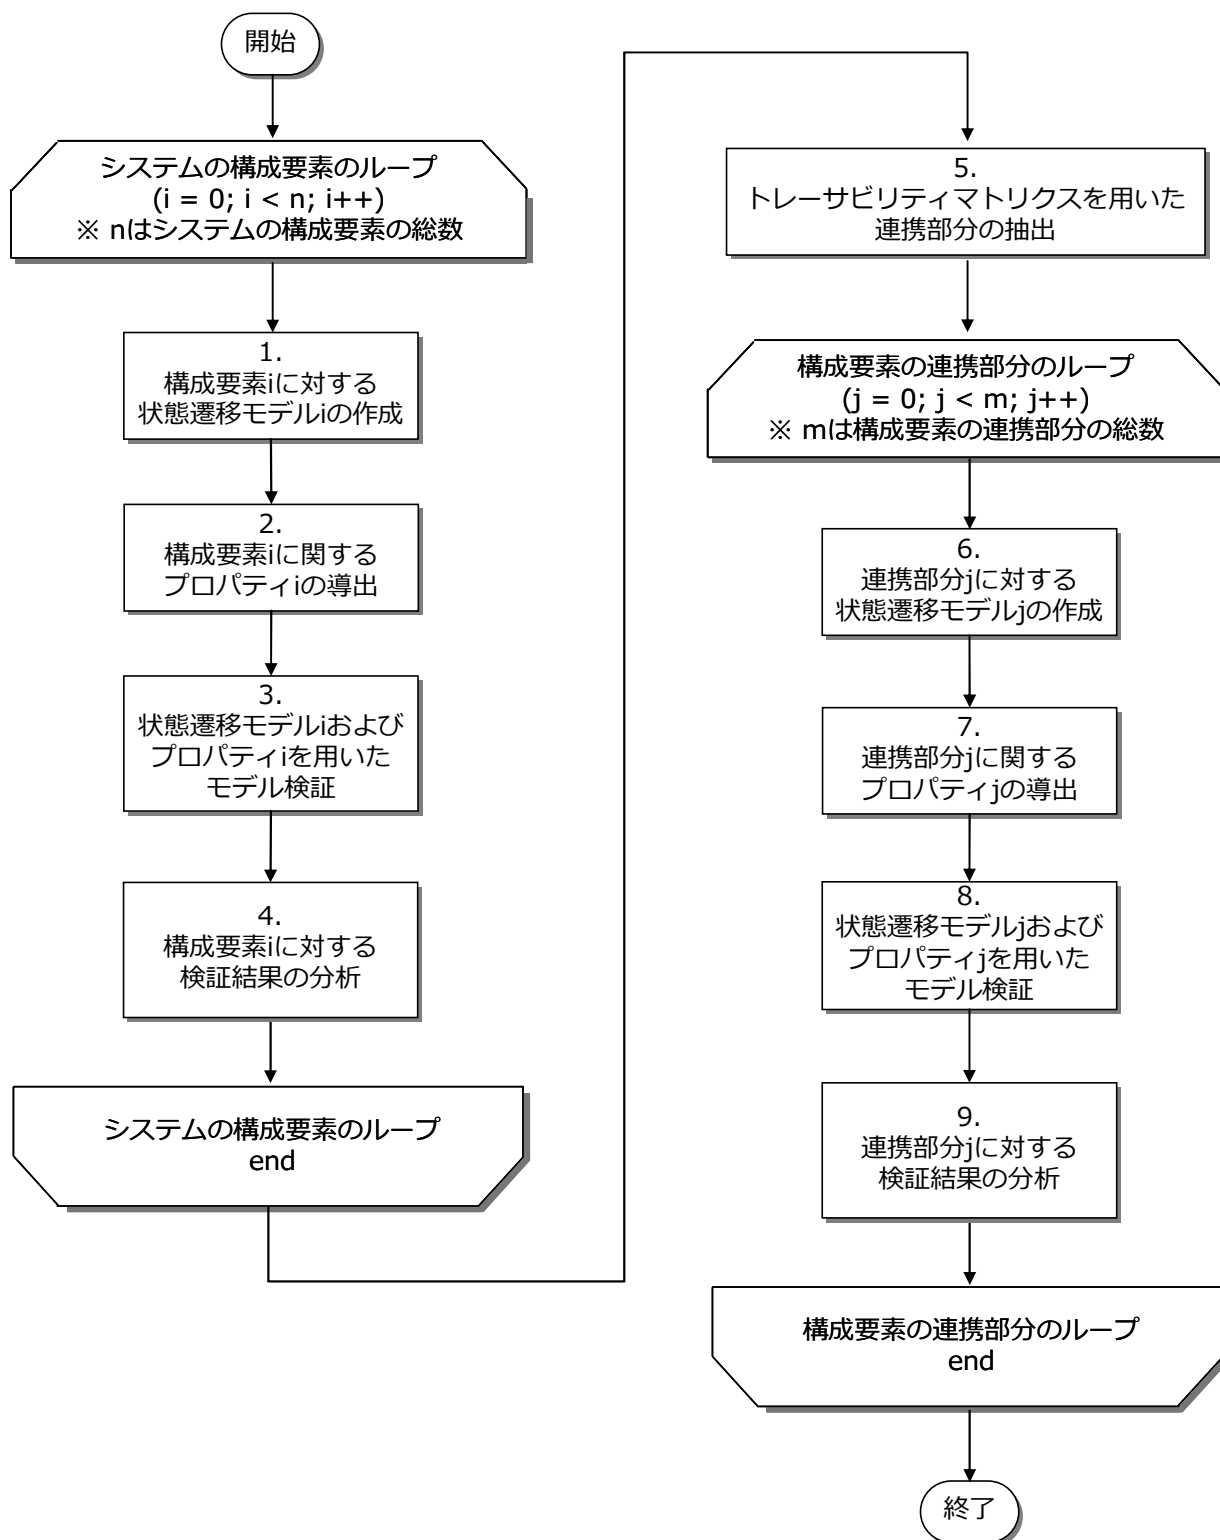 開始
システムの構成要素のループ
(i = 0; i < n; i++)
※ nはシステムの構成要素の総数
1.
構成要素iに対する
状態遷移モデルiの作成
2.
構成要素iに関する
プロパティiの導出
3.
状態遷移モデルiおよび
プロパティiを用いた
モデル検証
4.
構成要素iに対する
検証結果の分析
システムの構成要素のループ
end
5.
トレーサビリティマトリクスを用いた
連携部分の抽出
構成要素の連携部分のループ
(j = 0; j < m; j++)
※ mは構成要素の連携部分の総数
6.
連携部分jに対する
状態遷移モデルjの作成
7.
連携部分jに関する
プロパティjの導出
8.
状態遷移モデルjおよび
プロパティjを用いた
モデル検証
9.
連携部分jに対する
検証結果の分析
構成要素の連携部分のループ
end
終了